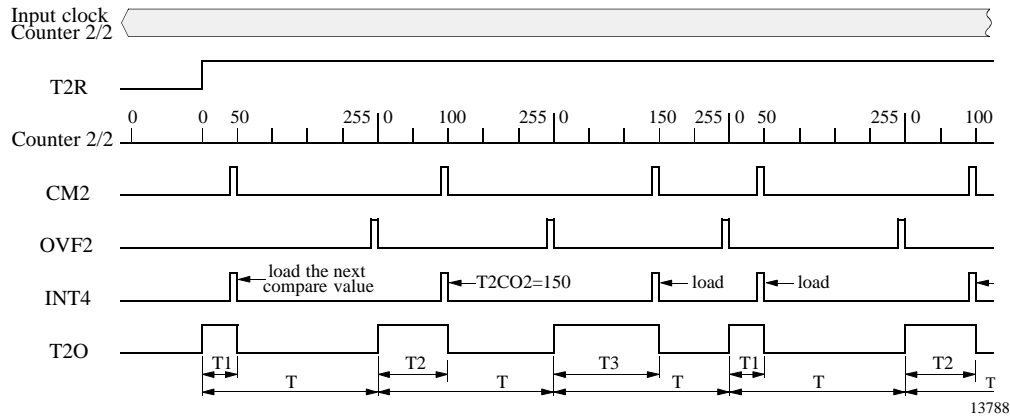 Input clock
Counter 2/2
T2R
0 0 50 255 0 100 255 0 150 255 0 50 255 0 100
Counter 2/2
CM2
OVF2
load the next
compare value
T2CO2=150
load
load
INT4
T2O
T1 T2 T3 T1 T2
T T T T T
13788